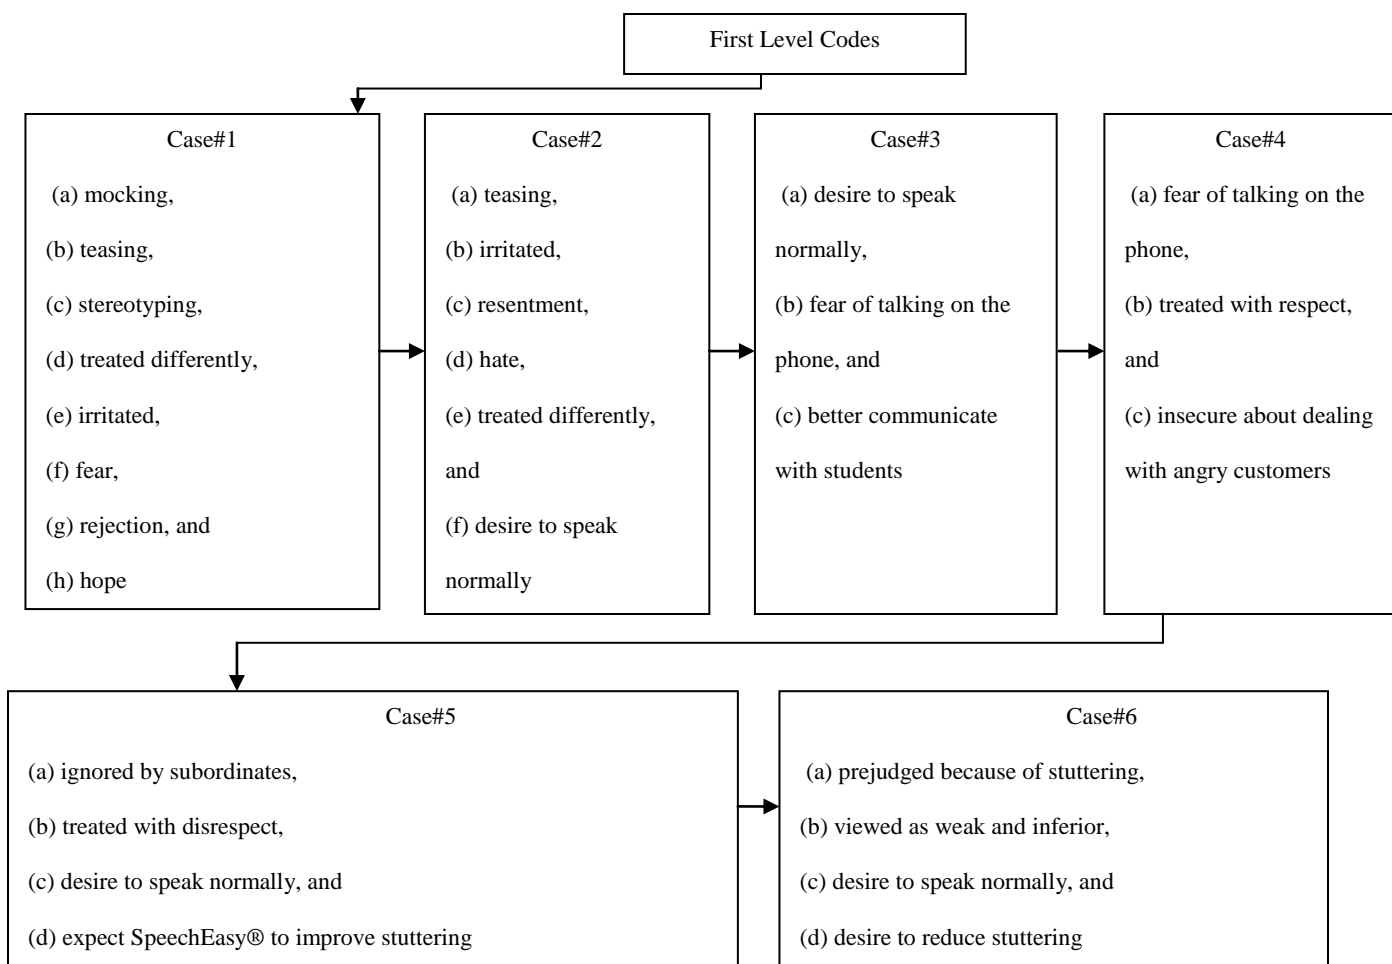 First Level Codes
Case#1
(a) mocking,
(b) teasing,
(c) stereotyping,
(d) treated differently,
(e) irritated,
(f) fear,
(g) rejection, and
(h) hope
Case#2
(a) teasing,
(b) irritated,
(c) resentment,
(d) hate,
(e) treated differently,
and
(f) desire to speak
normally
Case#3
(a) desire to speak
normally,
(b) fear of talking on the
phone, and
(c) better communicate
with students
Case#4
(a) fear of talking on the
phone,
(b) treated with respect,
and
(c) insecure about dealing
with angry customers
Case#5
(a) ignored by subordinates,
(b) treated with disrespect,
(c) desire to speak normally, and
(d) expect SpeechEasy® to improve stuttering
Case#6
(a) prejudged because of stuttering,
(b) viewed as weak and inferior,
(c) desire to speak normally, and
(d) desire to reduce stuttering